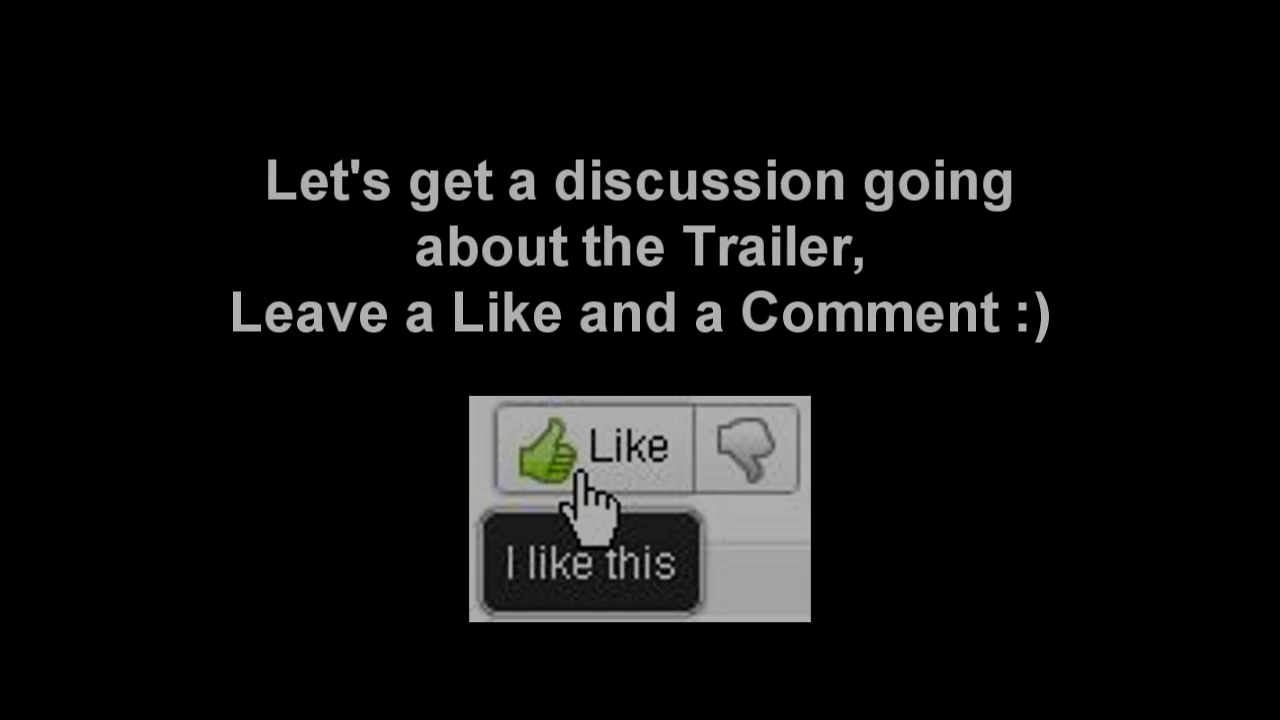 Let's get a discussion going
about the Trailer,
Leave a Like and a Comment :)
Like
I like this